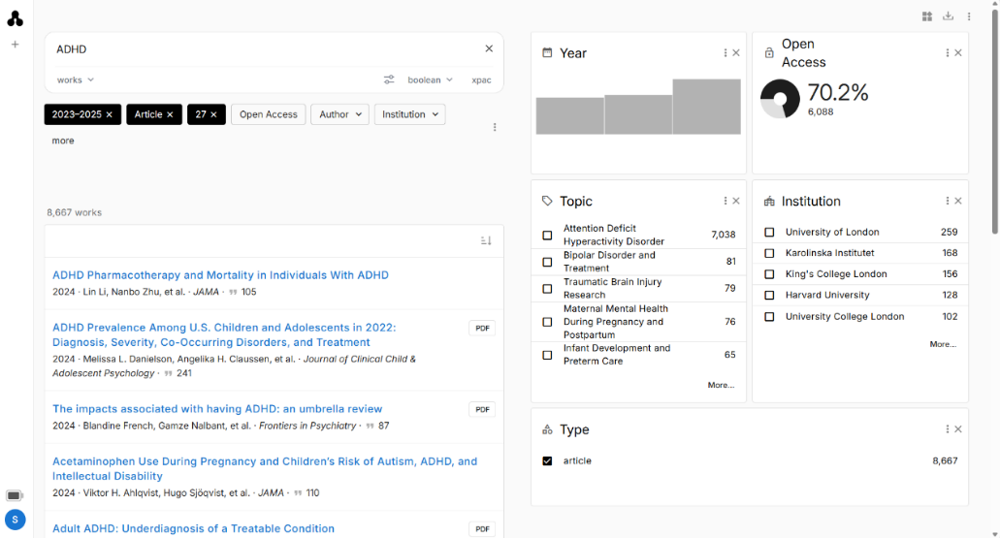 ADHD
works
boolean
xpac
2023–2025
Article
27
Open Access
Author
Institution
more
8,667 works
ADHD Pharmacotherapy and Mortality in Individuals With ADHD
2024 · Lin Li, Nanbo Zhu, et al. · JAMA · 105
ADHD Prevalence Among U.S. Children and Adolescents in 2022:
Diagnosis, Severity, Co-Occurring Disorders, and Treatment
PDF
2024 · Melissa L. Danielson, Angelika H. Claussen, et al. · Journal of Clinical Child &
Adolescent Psychology · 241
The impacts associated with having ADHD: an umbrella review
PDF
2024 · Blandine French, Gamze Nalbant, et al. · Frontiers in Psychiatry · 87
Acetaminophen Use During Pregnancy and Children's Risk of Autism, ADHD, and
Intellectual Disability
2024 · Viktor H. Ahlqvist, Hugo Sjöqvist, et al. · JAMA · 110
Adult ADHD: Underdiagnosis of a Treatable Condition
PDF
S
Year
Open
Access
70.2%
6,088
Topic
Attention Deficit
Hyperactivity Disorder
7,038
Bipolar Disorder and
Treatment
81
Traumatic Brain Injury
Research
79
Maternal Mental Health
During Pregnancy and
Postpartum
76
Infant Development and
Preterm Care
65
More...
Institution
University of London 259
Karolinska Institutet 168
King's College London 156
Harvard University 128
University College London 102
More...
Type
article 8,667